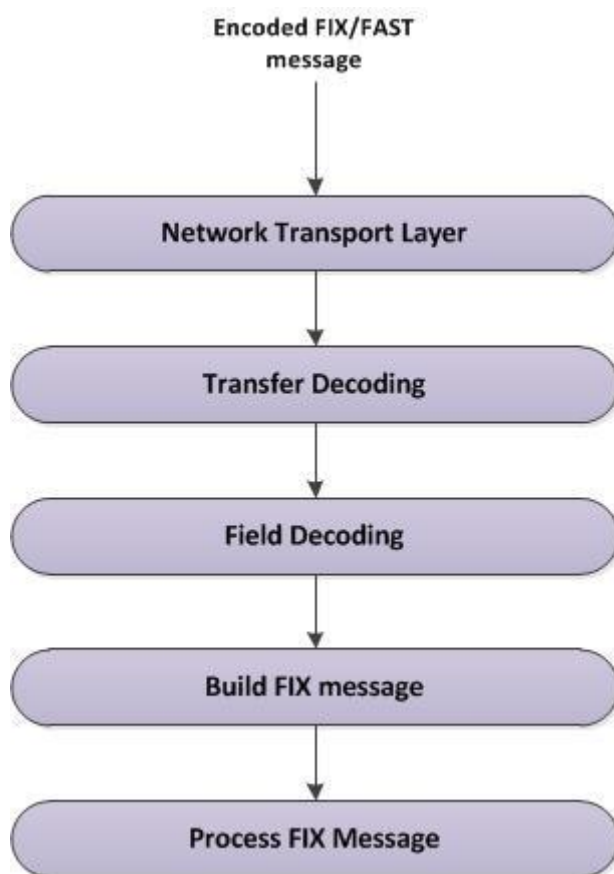 Encoded FIX/FAST
message
Network Transport Layer
Transfer Decoding
Field Decoding
Build FIX message
Process FIX Message